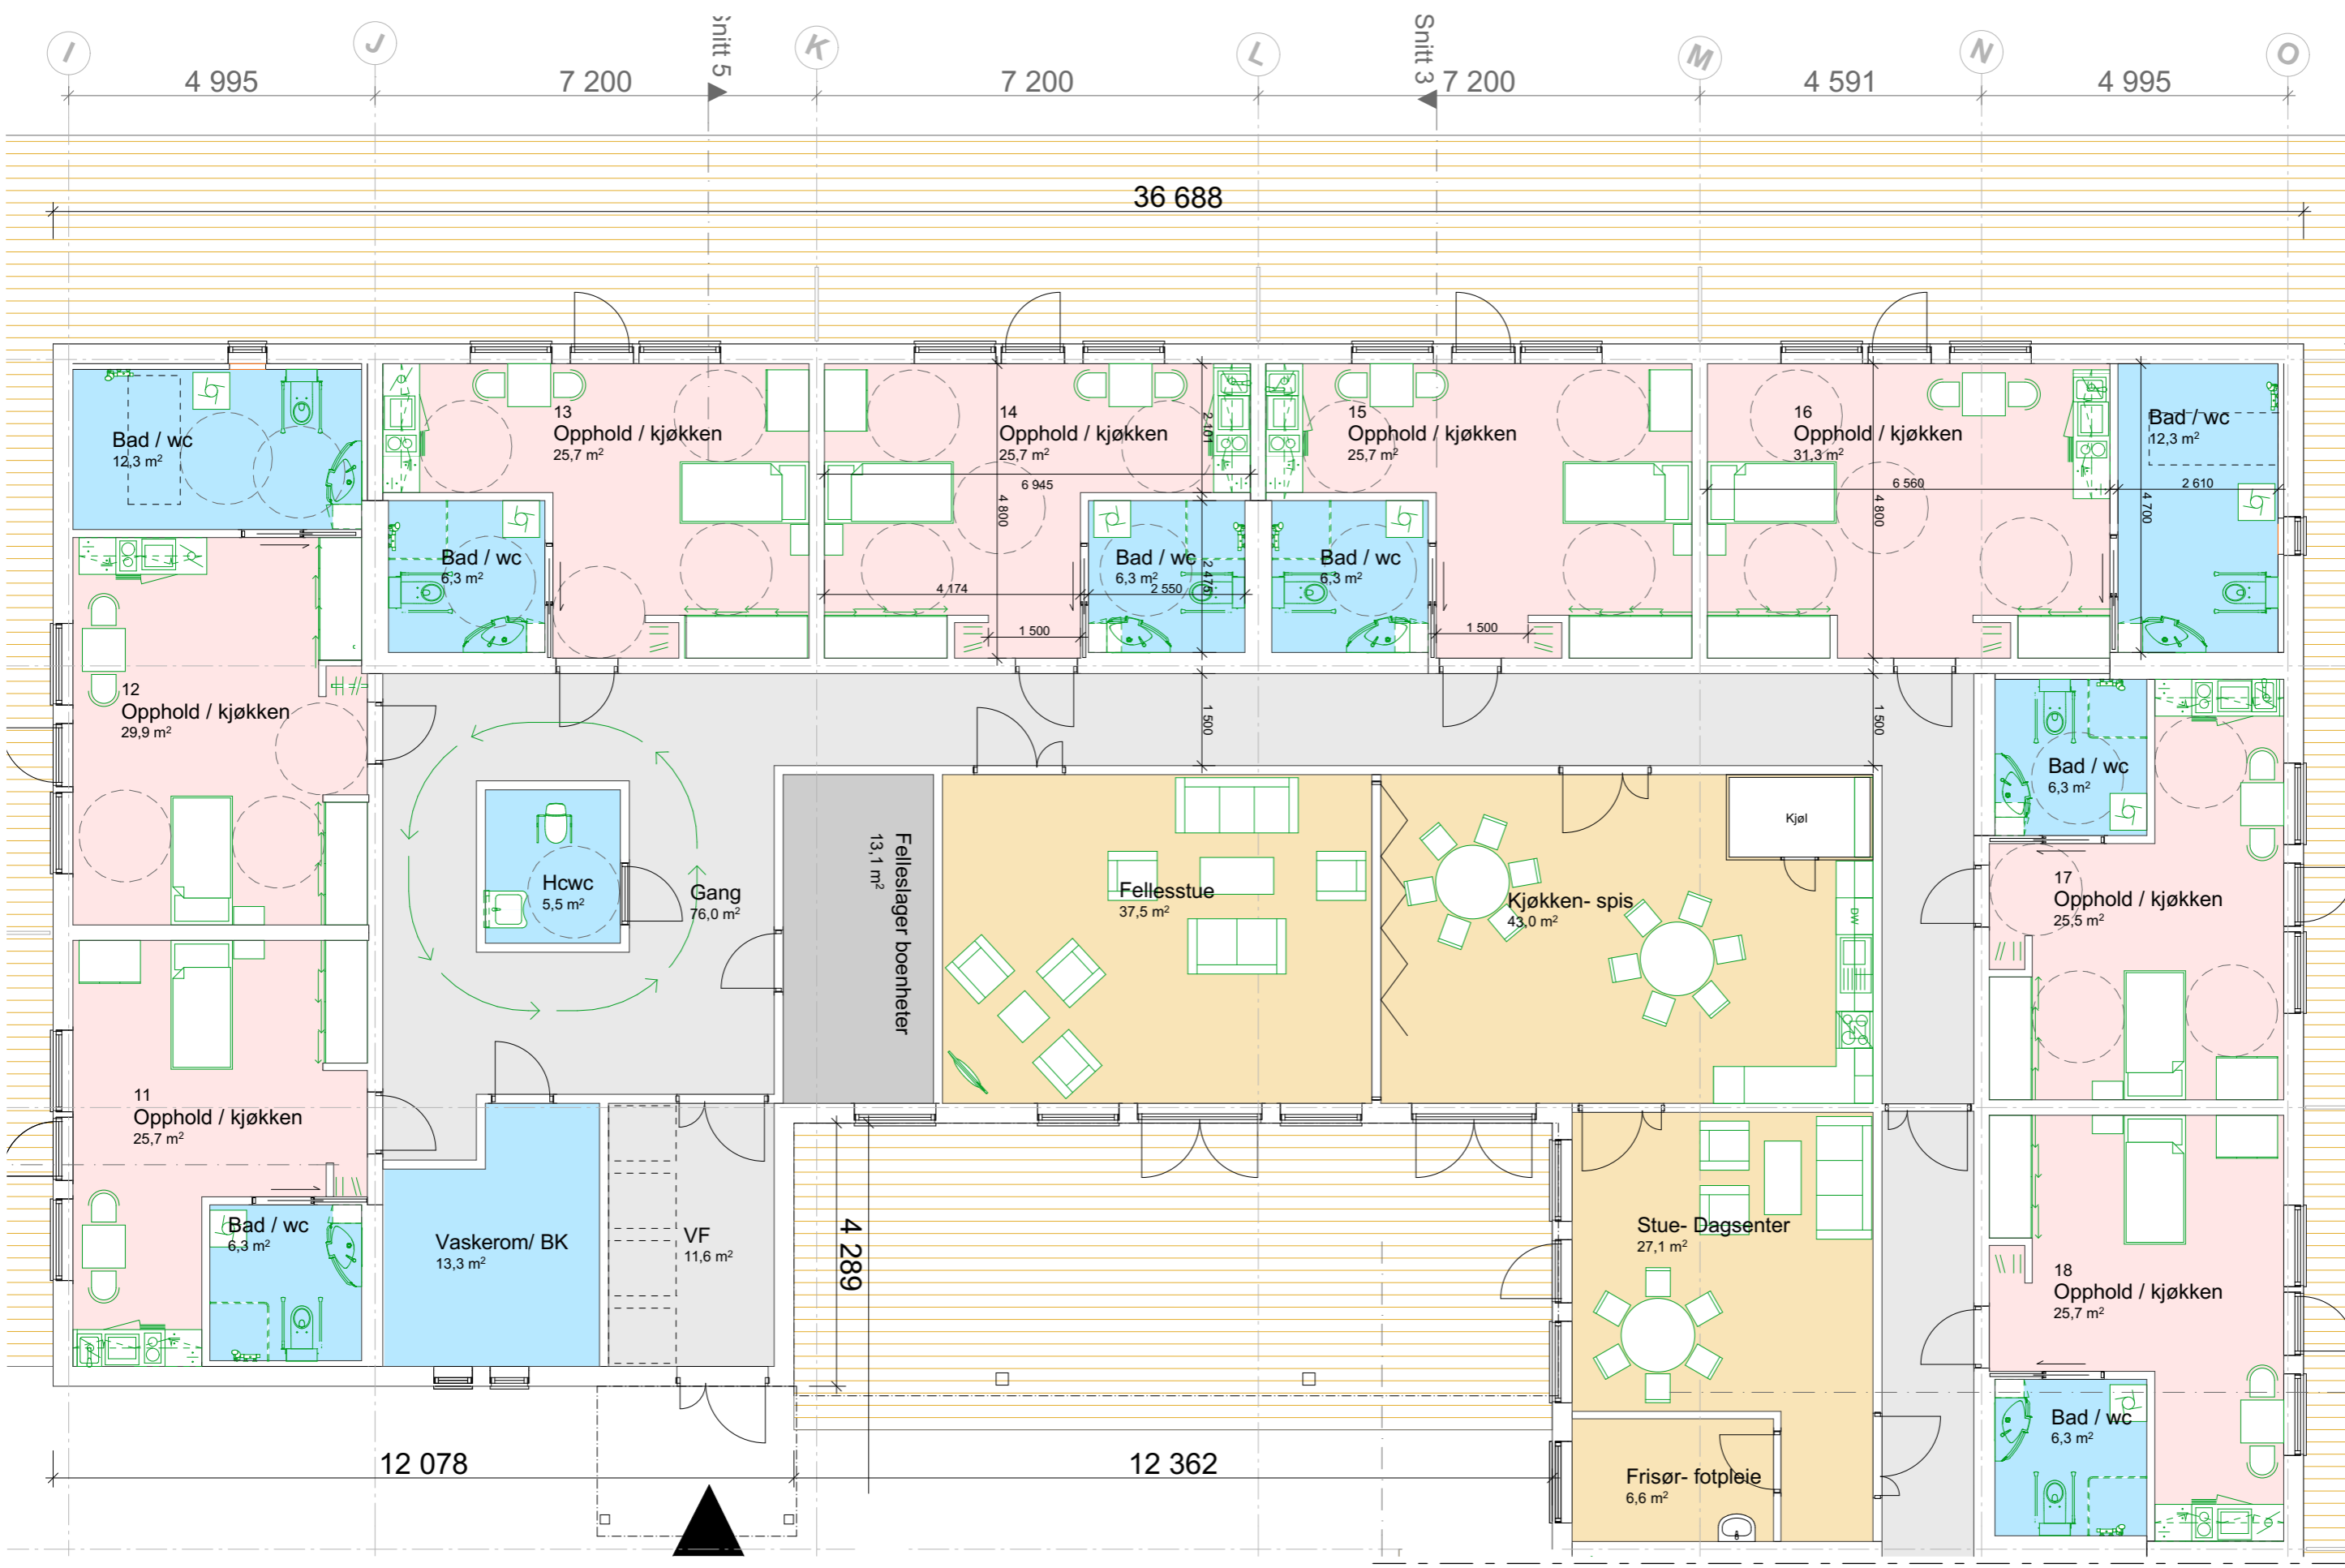 I
J
K
L
M
N
O
Snitt 5
Snitt 3
4 995
7 200
7 200
7 200
4 591
4 995
36 688
Bad / wc
12,3 m²
13
Opphold / kjøkken
25,7 m²
14
Opphold / kjøkken
25,7 m²
2 101
15
Opphold / kjøkken
25,7 m²
16
Opphold / kjøkken
31,3 m²
Bad / wc
12,3 m²
6 945
4 800
6 560
4 800
2 610
4 700
Bad / wc
6,3 m²
Bad / wc
6,3 m²
2 475
Bad / wc
6,3 m²
4 174
2 550
1 500
1 500
12
Opphold / kjøkken
29,9 m²
1 500
1 500
Bad / wc
6,3 m²
Hcwc
5,5 m²
Gang
76,0 m²
Felleslager boenheter
13,1 m²
Fellesstue
37,5 m²
Kjøkken- spis
43,0 m²
Kjøl
DW
17
Opphold / kjøkken
25,5 m²
11
Opphold / kjøkken
25,7 m²
Bad / wc
6,3 m²
Vaskerom/ BK
13,3 m²
VF
11,6 m²
4 289
Stue- Dagsenter
27,1 m²
18
Opphold / kjøkken
25,7 m²
Bad / wc
6,3 m²
12 078
12 362
Frisør- fotpleie
6,6 m²